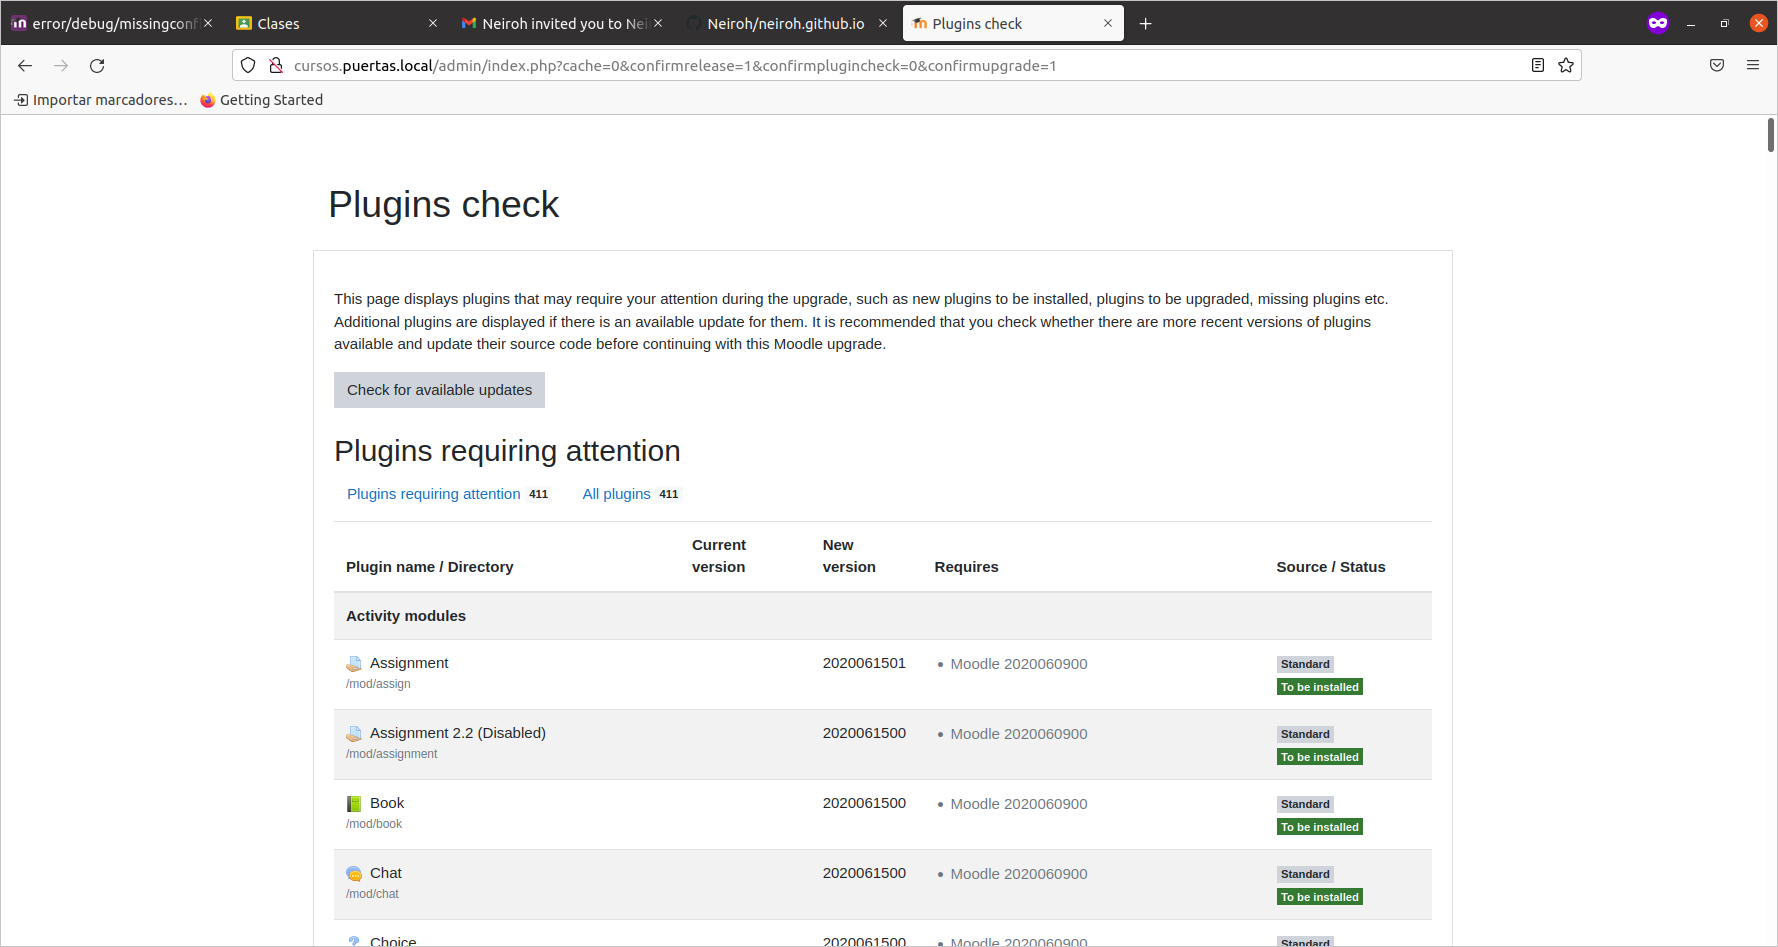 error/debug/missingconf
Clases
Neiroh invited you to Nei
Neiroh/neiroh.github.io
Plugins check
cursos.puertas.local/admin/index.php?cache=0&confirmrelease=1&confirmplugincheck=0&confirmupgrade=1
Importar marcadores...
Getting Started
Plugins check
This page displays plugins that may require your attention during the upgrade, such as new plugins to be installed, plugins to be upgraded, missing plugins etc.
Additional plugins are displayed if there is an available update for them. It is recommended that you check whether there are more recent versions of plugins
available and update their source code before continuing with this Moodle upgrade.
Check for available updates
Plugins requiring attention
Plugins requiring attention 411 All plugins 411
Plugin name / Directory Current version New version Requires Source / Status
Activity modules
Assignment 2020061501 • Moodle 2020060900 Standard
/mod/assign To be installed
Assignment 2.2 (Disabled) 2020061500 • Moodle 2020060900 Standard
/mod/assignment To be installed
Book 2020061500 • Moodle 2020060900 Standard
/mod/book To be installed
Chat 2020061500 • Moodle 2020060900 Standard
/mod/chat To be installed
Choice 2020061500 • Moodle 2020060900 Standard